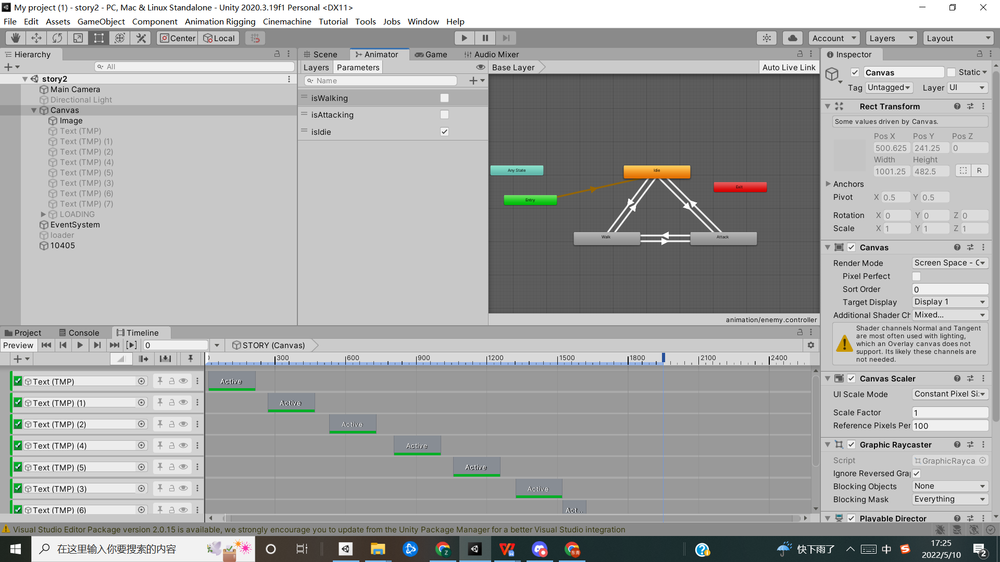 My project (1) - story2 - PC, Mac & Linux Standalone - Unity 2020.3.19f1 Personal <DX11>
File Edit Assets GameObject Component Animation Rigging Cinemachine Tutorial Tools Jobs Window Help
Center Local Account Layers Layout
Hierarchy
All
story2
Main Camera
Directional Light
Canvas
Image
Text (TMP)
Text (TMP) (1)
Text (TMP) (2)
Text (TMP) (4)
Text (TMP) (5)
Text (TMP) (3)
Text (TMP) (6)
Text (TMP) (7)
LOADING
EventSystem
loader
10405
Scene Animator Game Audio Mixer
Layers Parameters Base Layer Auto Live Link
Name
isWalking
isAttacking
isIdie
Any State
Idie
Exit
Entry
Walk
Attack
animation/enemy.controller
Inspector
Canvas Static
Tag Untagged Layer UI
Rect Transform
Some values driven by Canvas.
Pos X Pos Y Pos Z
500.625 241.25 0
Width Height
1001.25 482.5 R
Anchors
Pivot X 0.5 Y 0.5
Rotation X 0 Y 0 Z 0
Scale X 1 Y 1 Z 1
Canvas
Render Mode Screen Space - C
Pixel Perfect
Sort Order 0
Target Display Display 1
Additional Shader Ch Mixed...
Shader channels Normal and Tangent
are most often used with lighting,
which an Overlay canvas does not
support. Its likely these channels are
not needed.
Canvas Scaler
UI Scale Mode Constant Pixel Si
Scale Factor 1
Reference Pixels Per 100
Graphic Raycaster
Script GraphicRayca
Ignore Reversed Gra
Blocking Objects None
Blocking Mask Everything
Playable Director
Project Console Timeline
Preview 0 STORY (Canvas)
300 600 900 1200 1500 1800 2100 2400
Text (TMP) Active
Text (TMP) (1) Active
Text (TMP) (2) Active
Text (TMP) (4) Active
Text (TMP) (5) Active
Text (TMP) (3) Active
Text (TMP) (6) Act...
Visual Studio Editor Package version 2.0.15 is available, we strongly encourage you to update from the Unity Package Manager for a better Visual Studio integration
在这里输入你要搜索的内容
快下雨了
中
17:25
2022/5/10
2